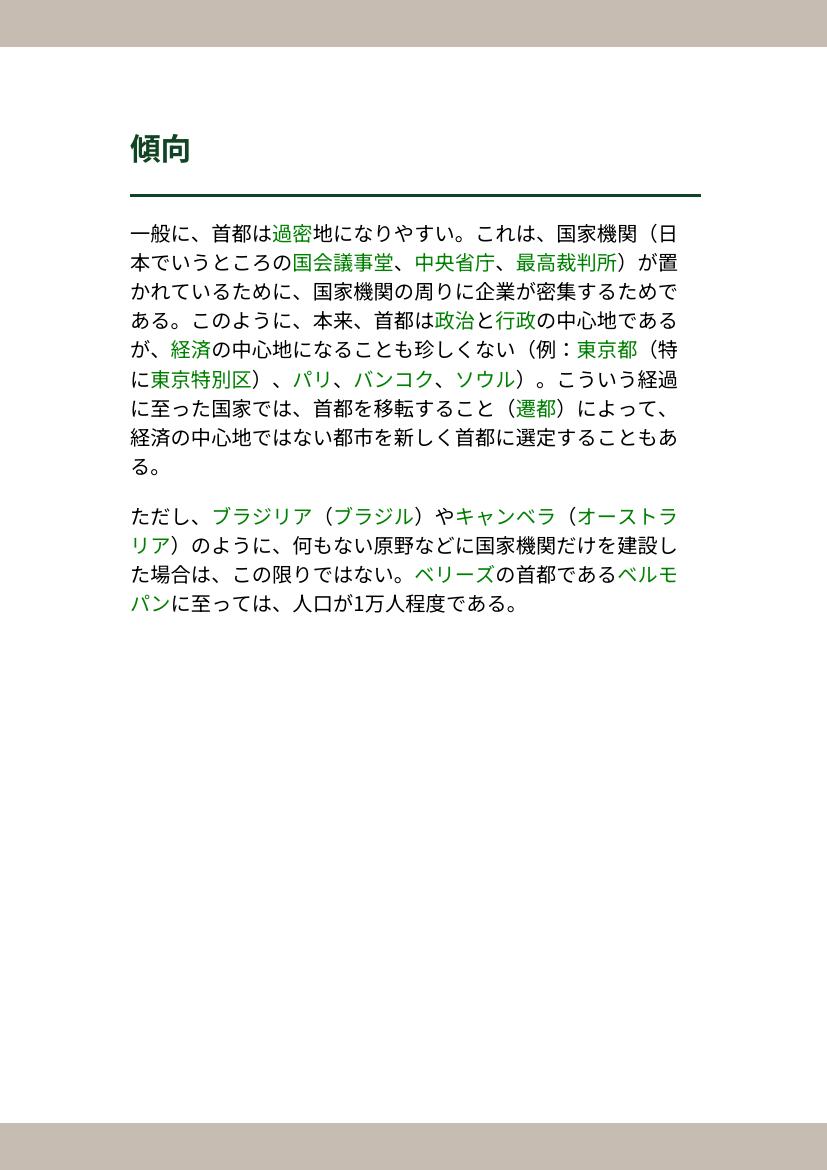 傾向
一般に、首都は過密地になりやすい。これは、国家機関（日
本でいうところの国会議事堂、中央省庁、最高裁判所）が置
かれているために、国家機関の周りに企業が密集するためで
ある。このように、本来、首都は政治と行政の中心地である
が、経済の中心地になることも珍しくない（例：東京都（特
に東京特別区）、パリ、バンコク、ソウル）。こういう経過
に至った国家では、首都を移転すること（遷都）によって、
経済の中心地ではない都市を新しく首都に選定することもあ
る。
ただし、ブラジリア（ブラジル）やキャンベラ（オーストラ
リア）のように、何もない原野などに国家機関だけを建設し
た場合は、この限りではない。ベリーズの首都であるベルモ
パンに至っては、人口が1万人程度である。